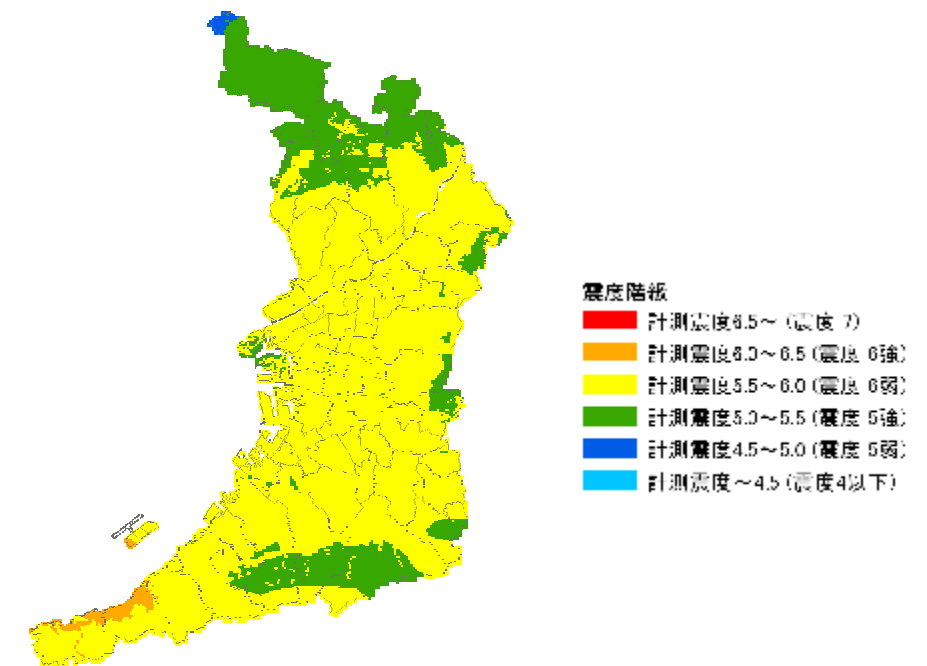 震度階級
計測震度6.5～ (震度 7)
計測震度6.0～6.5 (震度 6強)
計測震度5.5～6.0 (震度 6弱)
計測震度5.0～5.5 (震度 5強)
計測震度4.5～5.0 (震度 5弱)
計測震度～4.5 (震度4以下)